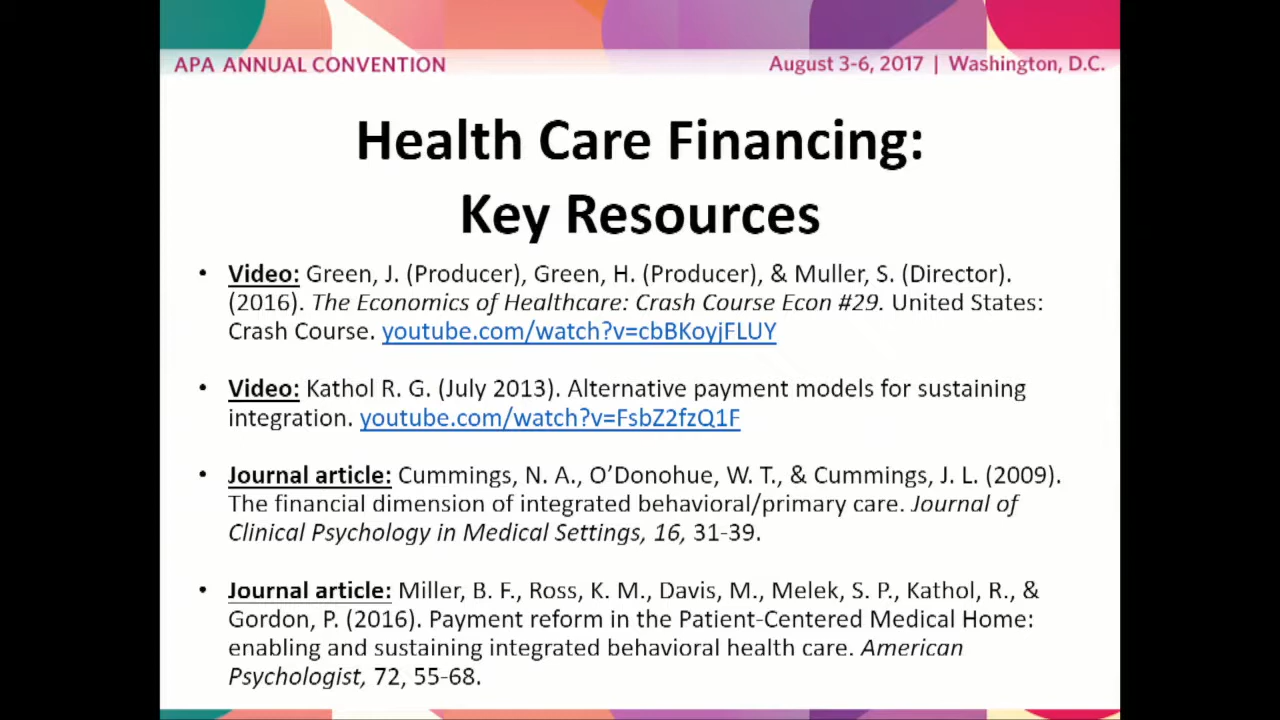 APA ANNUAL CONVENTION
August 3-6, 2017 | Washington, D.C.
Health Care Financing:
Key Resources
• Video: Green, J. (Producer), Green, H. (Producer), & Muller, S. (Director).
(2016). The Economics of Healthcare: Crash Course Econ #29. United States:
Crash Course. youtube.com/watch?v=cbBKoyjFLUY
• Video: Kathol R. G. (July 2013). Alternative payment models for sustaining
integration. youtube.com/watch?v=FsbZ2fzQ1F
• Journal article: Cummings, N. A., O’Donohue, W. T., & Cummings, J. L. (2009).
The financial dimension of integrated behavioral/primary care. Journal of
Clinical Psychology in Medical Settings, 16, 31-39.
• Journal article: Miller, B. F., Ross, K. M., Davis, M., Melek, S. P., Kathol, R., &
Gordon, P. (2016). Payment reform in the Patient-Centered Medical Home:
enabling and sustaining integrated behavioral health care. American
Psychologist, 72, 55-68.